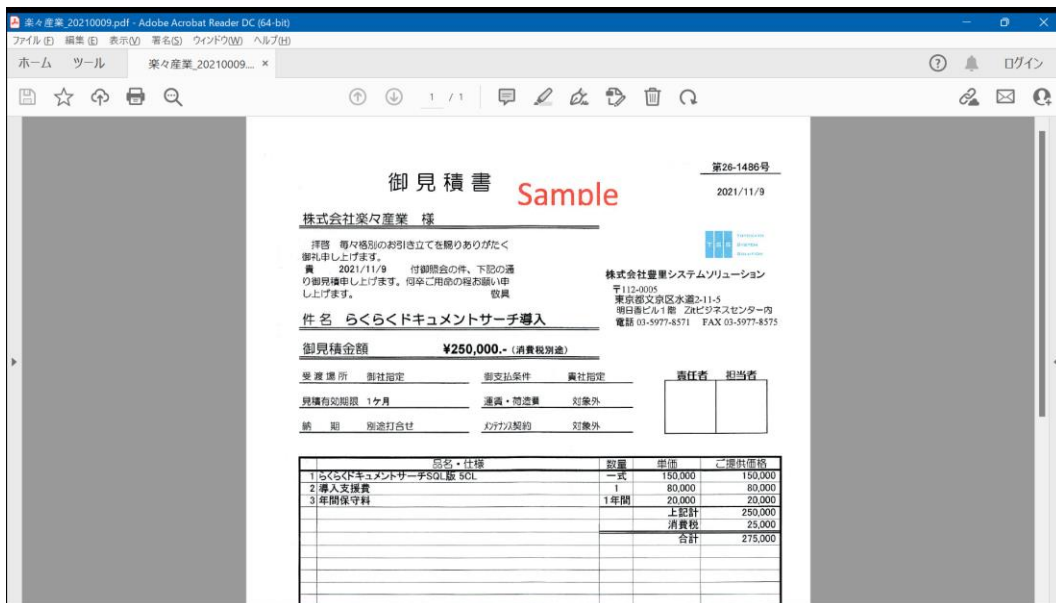 楽々産業_20210009.pdf - Adobe Acrobat Reader DC (64-bit)
ファイル(F) 編集(E) 表示(V) 署名(S) ウィンドウ(W) ヘルプ(H)
ホーム ツール 楽々産業_20210009.... × ログイン
1 / 1
第26-1486号
御見積書 Sample
2021/11/9
株式会社楽々産業 様
拝啓 毎々格別のお引き立てを賜りありがたく
御礼申し上げます。
貴 2021/11/9 付御照会の件、下記の通
り御見積申し上げます。何卒ご用命の程お願い申
し上げます。 敬具
TSS
株式会社豊里システムソリューション
〒112-0005
東京都文京区水道2-11-5
明日香ビル1階 Zitビジネスセンター内
電話 03-5977-8571 FAX 03-5977-8575
件名 らくらくドキュメントサーチ導入
御見積金額 ¥250,000.- (消費税別途)
受渡場所 御社指定 御支払条件 貴社指定
責任者 担当者
見積有効期限 1ケ月 運賃・荷造費 対象外
納 期 別途打合せ メンテナンス契約 対象外
品名・仕様 数量 単価 ご提供価格
1 らくらくドキュメントサーチSQL版 5CL 一式 150,000 150,000
2 導入支援費 1 80,000 80,000
3 年間保守料 1年間 20,000 20,000
上記計 250,000
消費税 25,000
合計 275,000